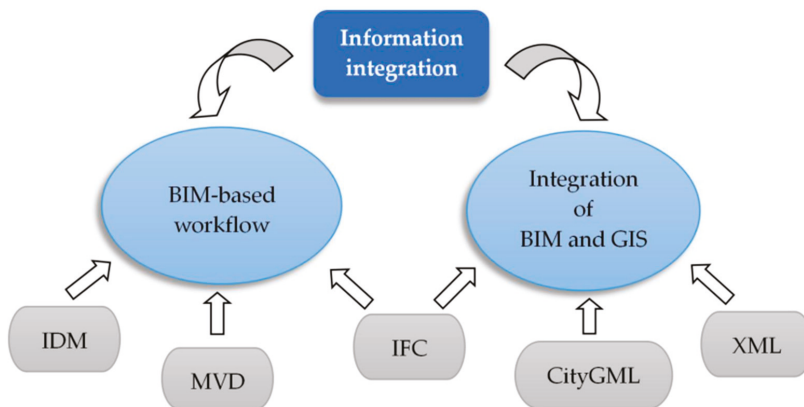 Information
integration
BIM-based
workflow
Integration
of
BIM and GIS
IDM
MVD
IFC
CityGML
XML